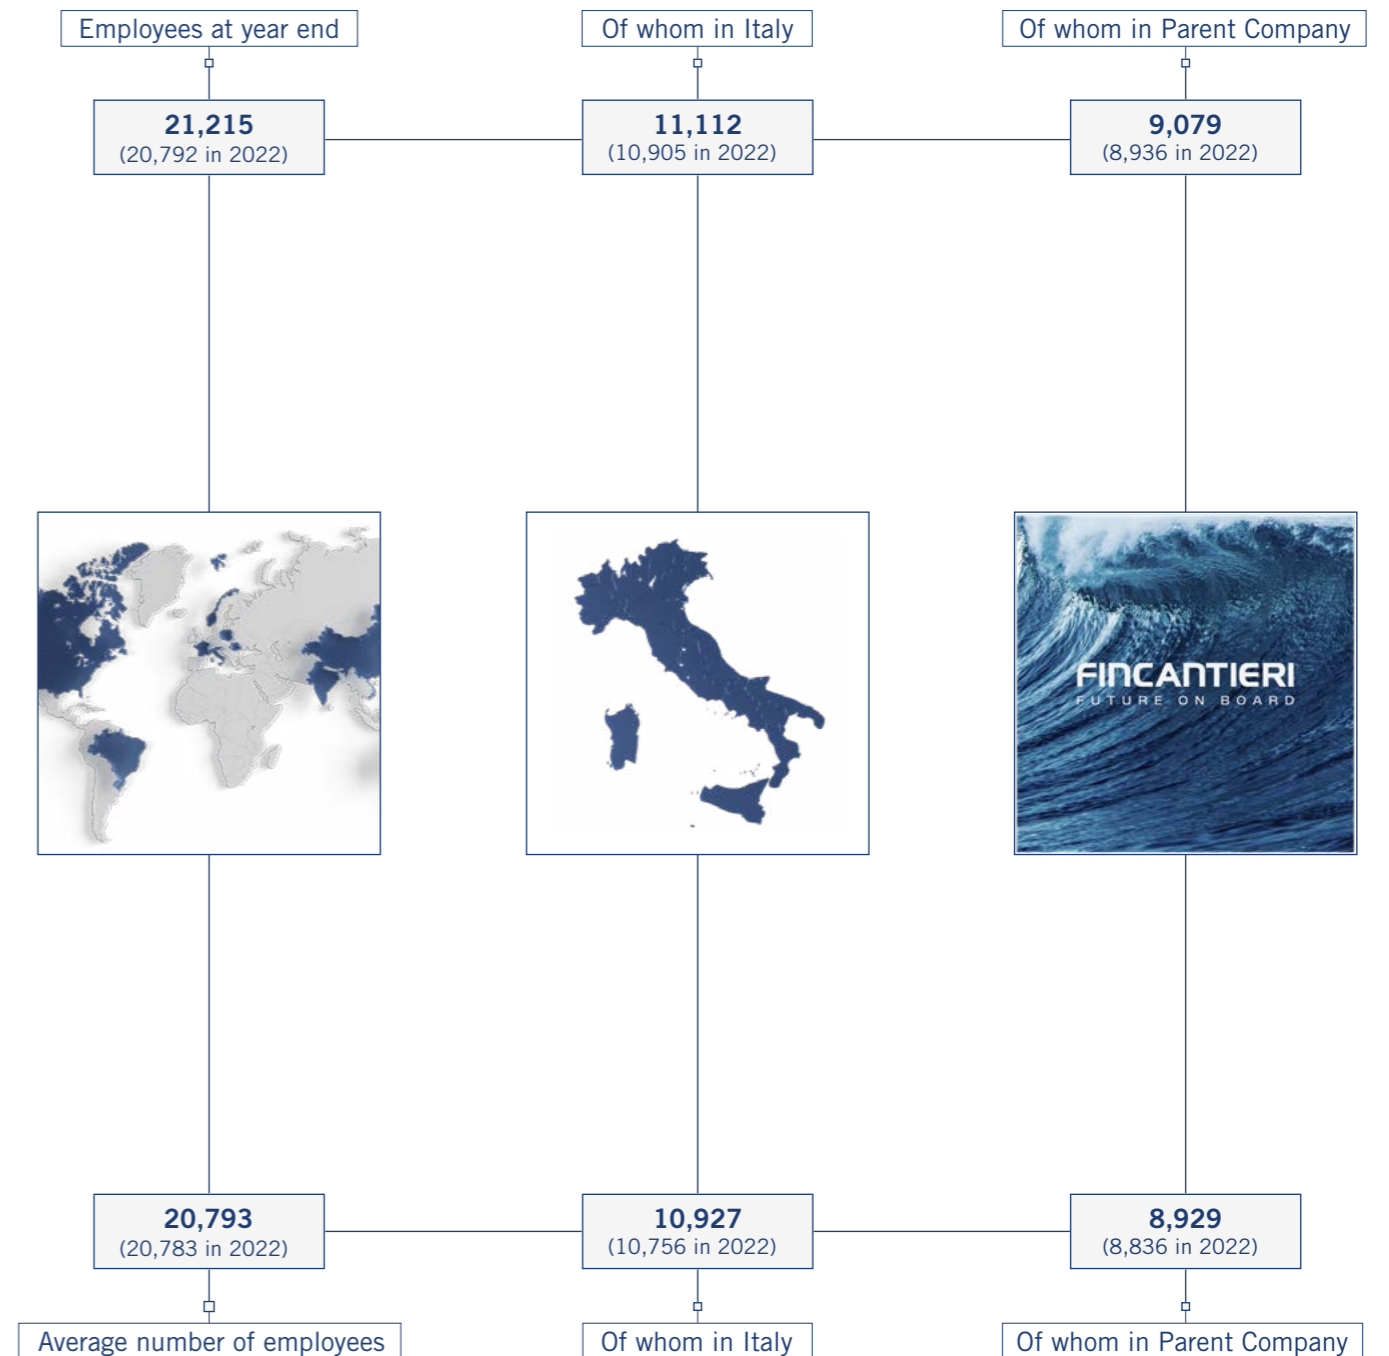 Employees at year end
Of whom in Italy
Of whom in Parent Company
21,215
(20,792 in 2022)
11,112
(10,905 in 2022)
9,079
(8,936 in 2022)
FINCANTIERI
FUTURE ON BOARD
20,793
(20,783 in 2022)
10,927
(10,756 in 2022)
8,929
(8,836 in 2022)
Average number of employees
Of whom in Italy
Of whom in Parent Company